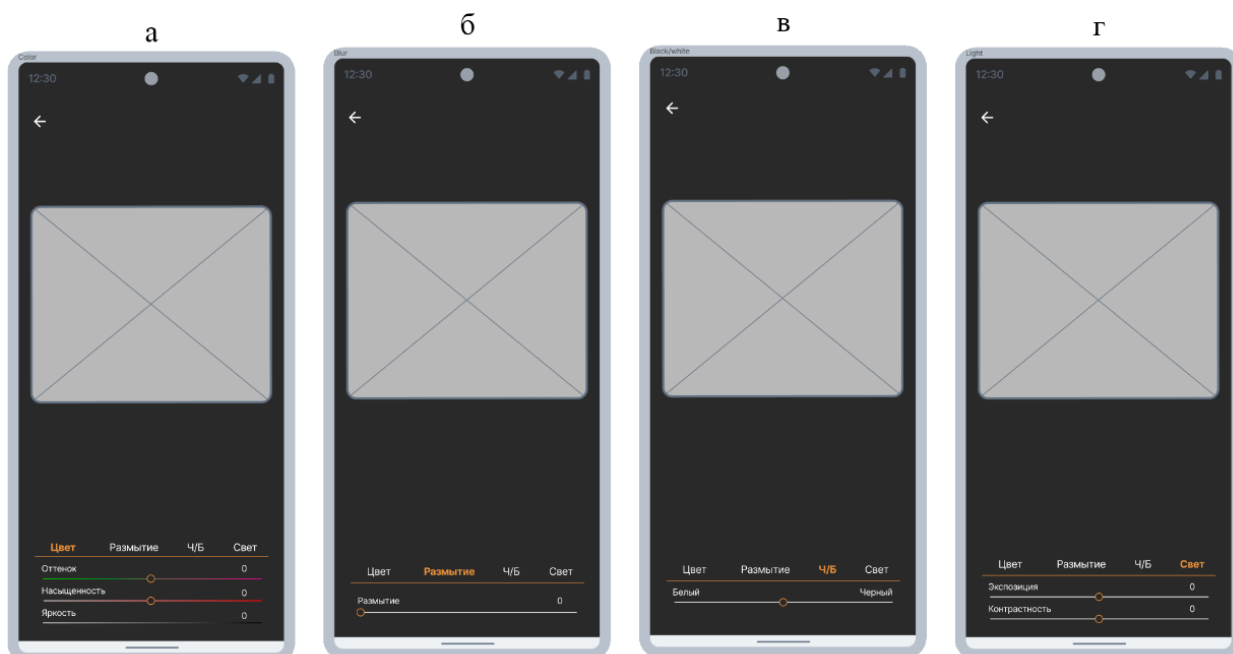 а
Color
12:30
Цвет Размытие Ч/Б Свет
Оттенок 0
Насыщенность 0
Яркость 0
б
Blur
12:30
Цвет Размытие Ч/Б Свет
Размытие 0
в
Black/white
12:30
Цвет Размытие Ч/Б Свет
Белый Черный
г
Light
12:30
Цвет Размытие Ч/Б Свет
Экспозиция 0
Контрастность 0